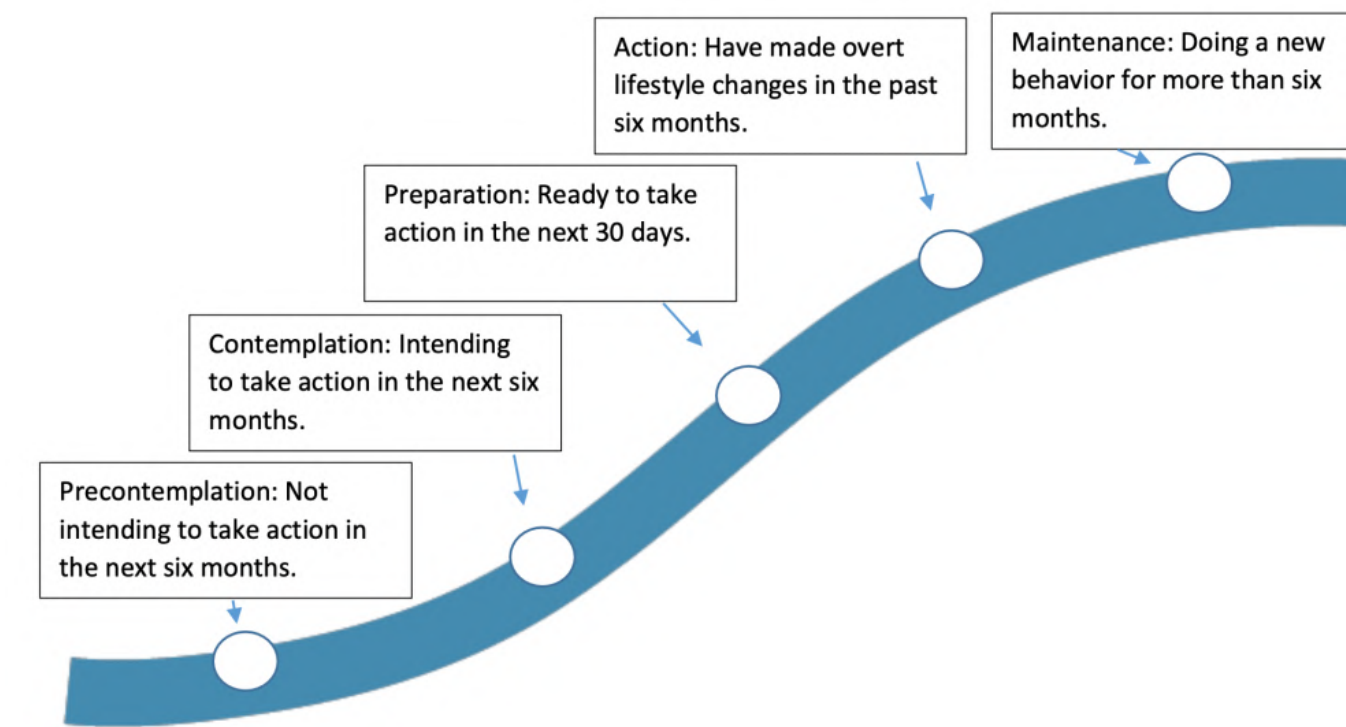 Action: Have made overt
lifestyle changes in the past
six months.
Maintenance: Doing a new
behavior for more than six
months.
Preparation: Ready to take
action in the next 30 days.
Contemplation: Intending
to take action in the next six
months.
Precontemplation: Not
intending to take action in
the next six months.